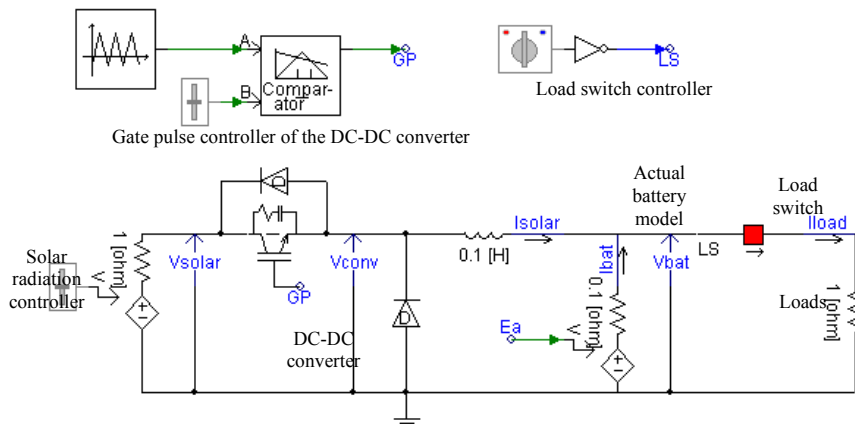 A
B
Compar-
ator
GP
LS
Load switch controller
Gate pulse controller of the DC-DC converter
D
Actual
battery
model
Load
switch
Solar
radiation
controller
V
1 [ohm]
Vsolar
GP
Vconv
D
DC-DC
converter
0.1 [H]
Isolar
Ea
V
0.1 [ohm]
Ibat
Vbat
LS
Iload
Loads
1 [ohm]